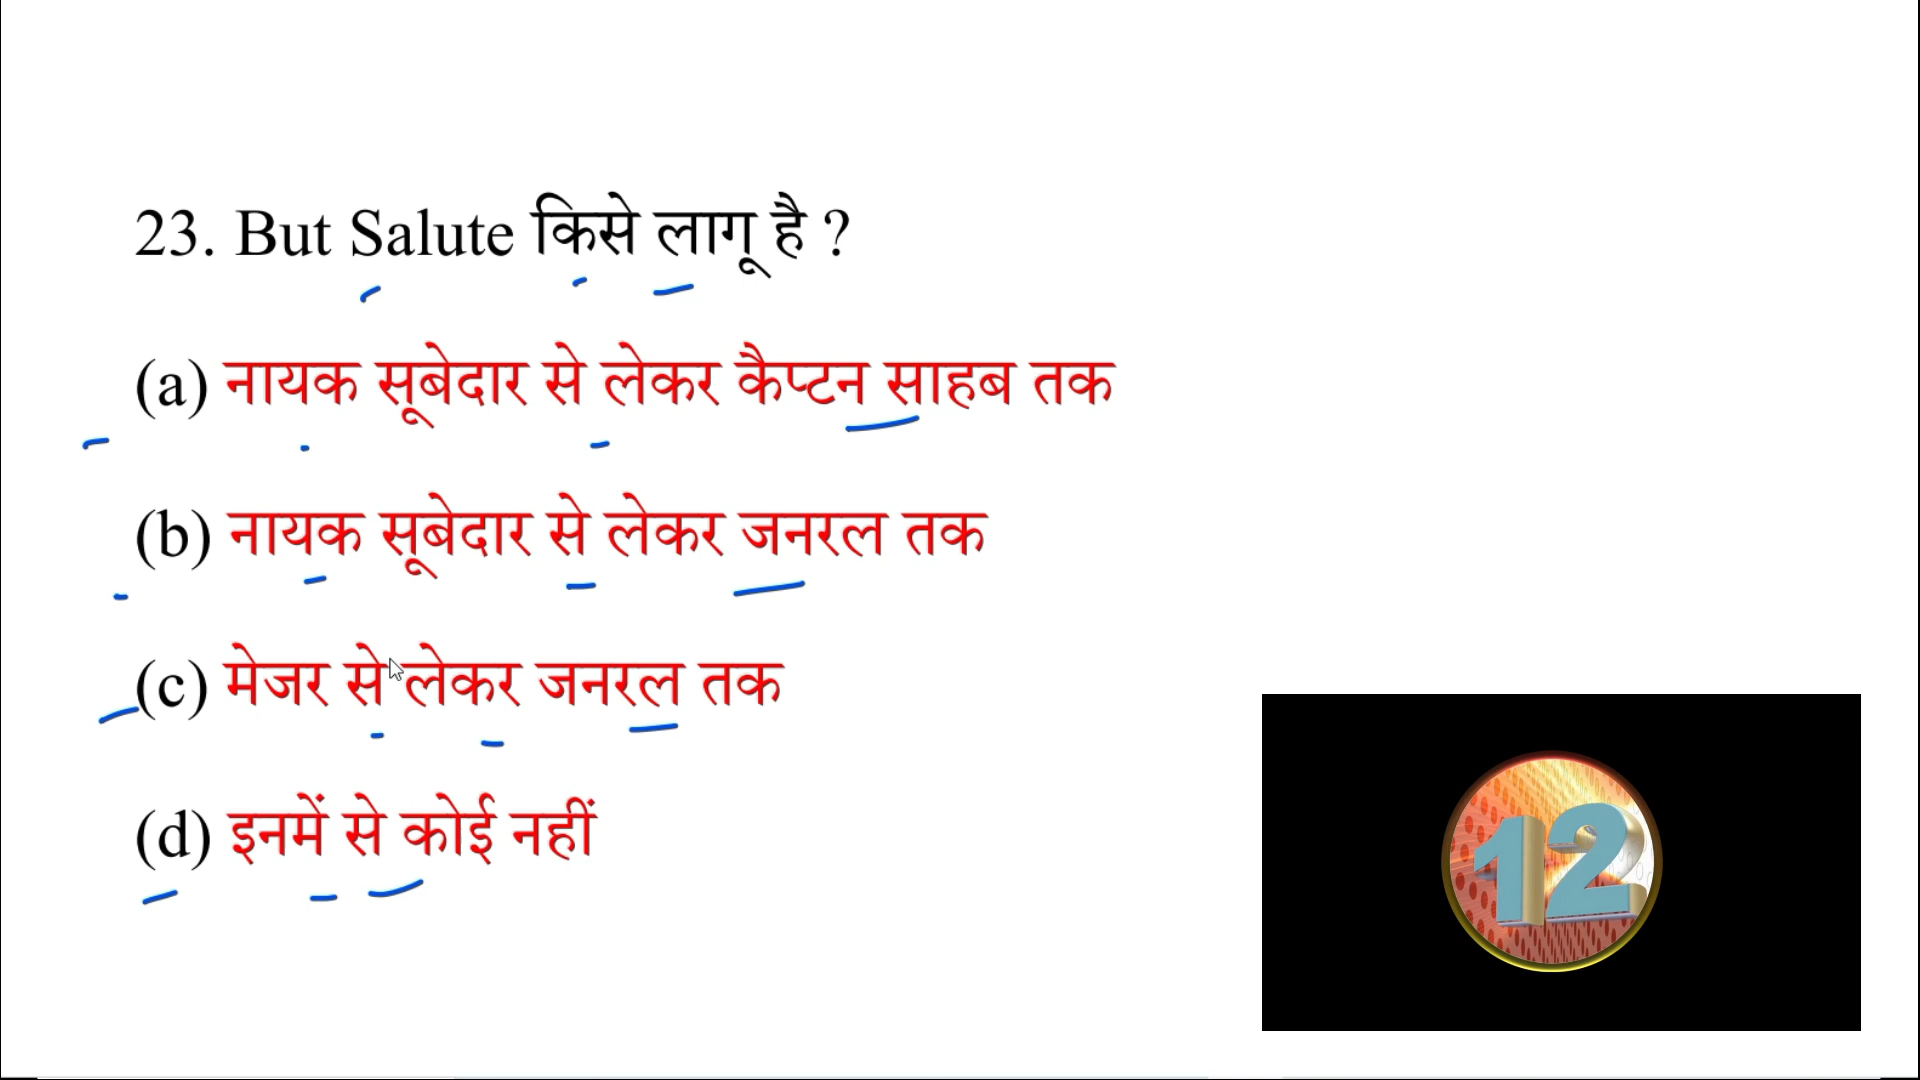 23. But Salute किसे लागू है ?
(a) नायक सूबेदार से लेकर कैप्टन साहब तक
(b) नायक सूबेदार से लेकर जनरल तक
(c) मेजर से लेकर जनरल तक
(d) इनमें से कोई नहीं
12